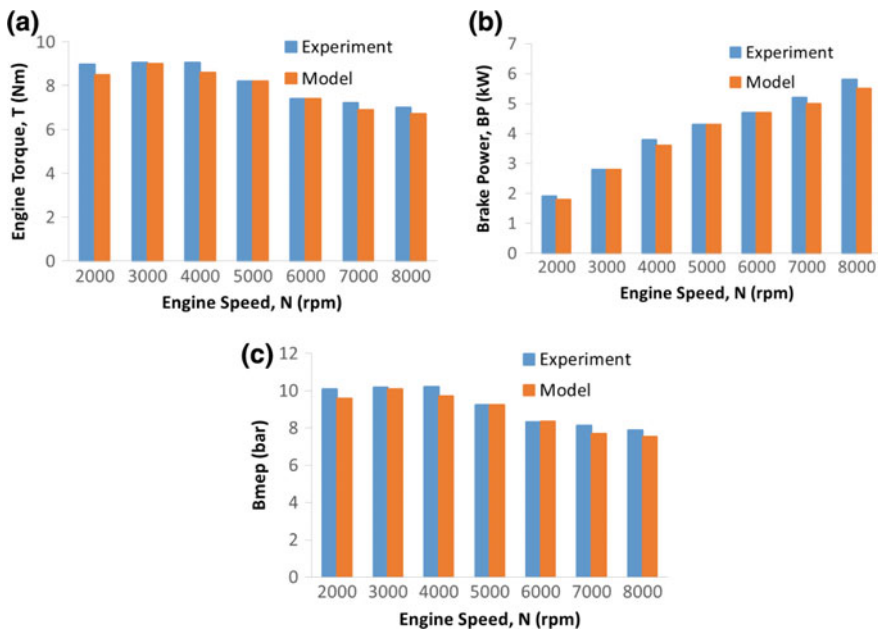 (a)
Engine Torque, T (Nm)
10
8
6
4
2
0
Experiment
Model
2000 3000 4000 5000 6000 7000 8000
Engine Speed, N (rpm)
(b)
Brake Power, BP (kW)
7
6
5
4
3
2
1
0
Experiment
Model
2000 3000 4000 5000 6000 7000 8000
Engine Speed, N (rpm)
(c)
Bmep (bar)
12
10
8
6
4
2
0
Experiment
Model
2000 3000 4000 5000 6000 7000 8000
Engine Speed, N (rpm)